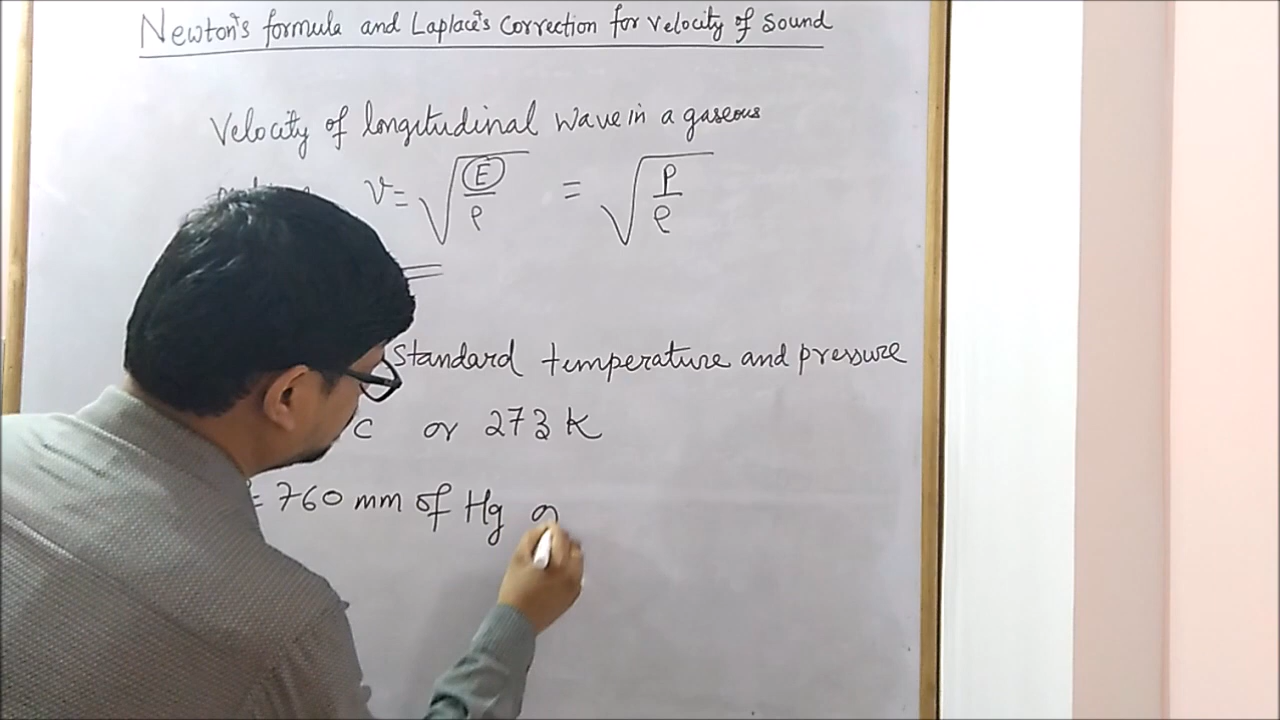 Newton's formula and Laplace's Correction for velocity of Sound
Velocity of longitudinal wave in a gaseous
v = √(E/ρ) = √(P/ρ)
Standard temperature and pressure
C or 273 K
= 760 mm of Hg o